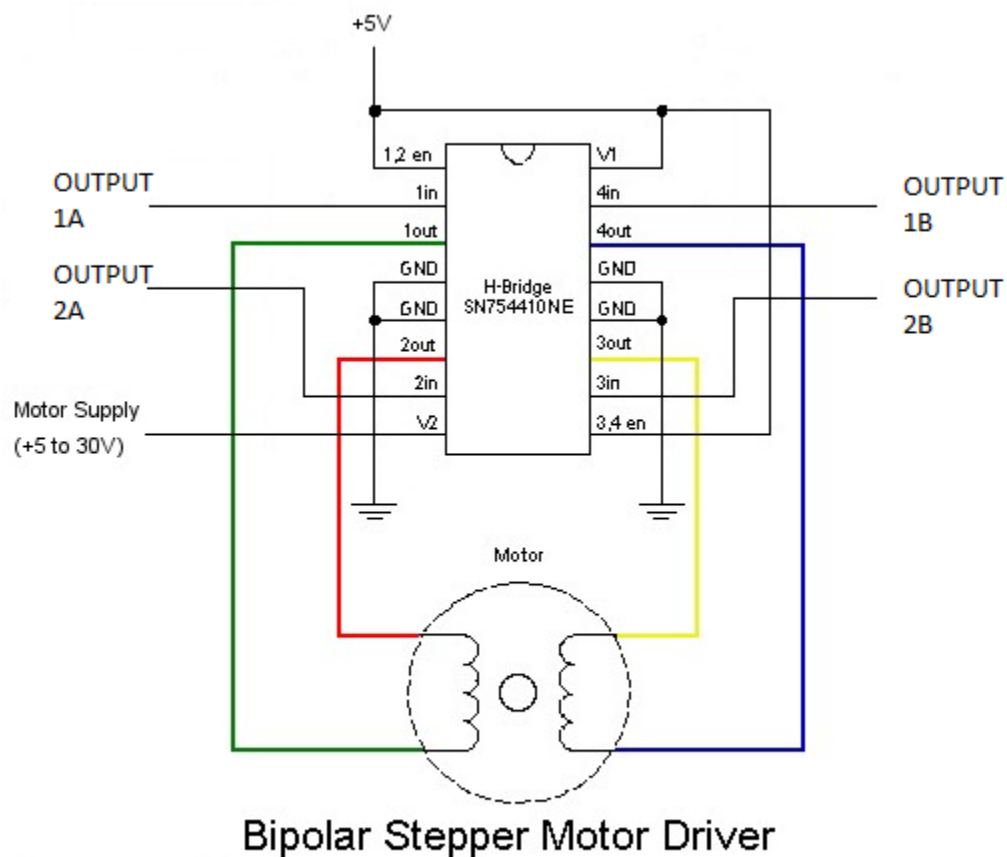 +5V
1,2 en
V1
OUTPUT
1A
1in
4in
OUTPUT
1B
1out
4out
OUTPUT
2A
GND
GND
H-Bridge
SN754410NE
OUTPUT
2B
GND
GND
2out
3out
2in
3in
Motor Supply
(+5 to 30V)
V2
3,4 en
Motor
Bipolar Stepper Motor Driver